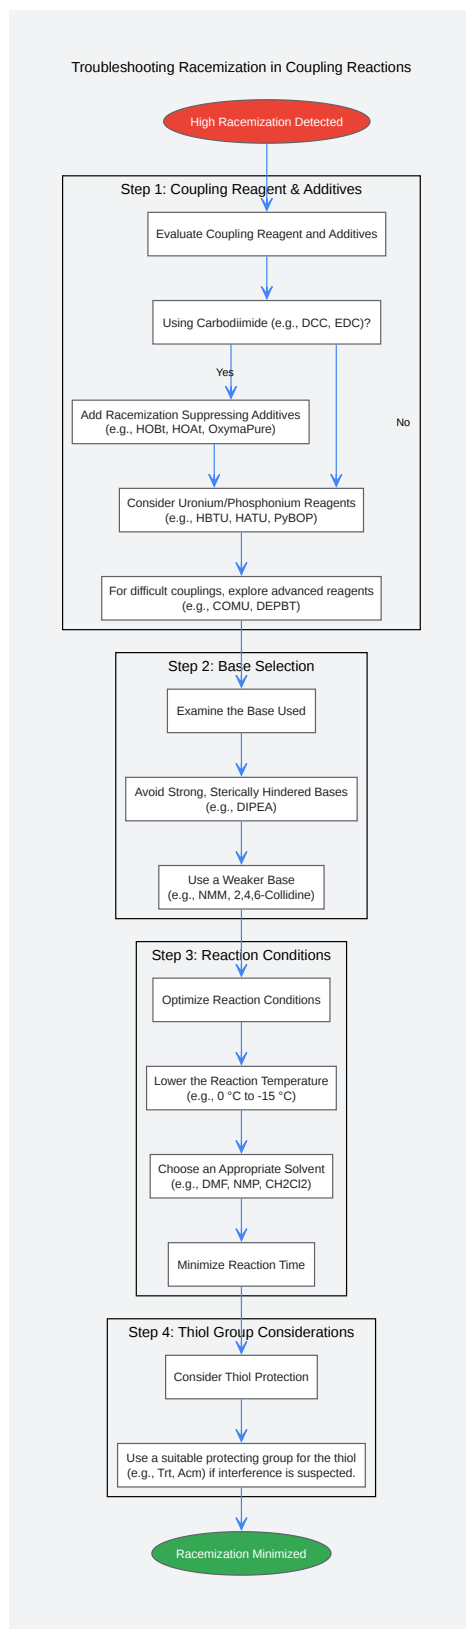 Troubleshooting Racemization in Coupling Reactions
High Racemization Detected
Step 1: Coupling Reagent & Additives
Evaluate Coupling Reagent and Additives
Using Carbodiimide (e.g., DCC, EDC)?
Yes
Add Racemization Suppressing Additives
(e.g., HOBt, HOAt, OxymaPure)
No
Consider Uronium/Phosphonium Reagents
(e.g., HBTU, HATU, PyBOP)
For difficult couplings, explore advanced reagents
(e.g., COMU, DEPBT)
Step 2: Base Selection
Examine the Base Used
Avoid Strong, Sterically Hindered Bases
(e.g., DIPEA)
Use a Weaker Base
(e.g., NMM, 2,4,6-Collidine)
Step 3: Reaction Conditions
Optimize Reaction Conditions
Lower the Reaction Temperature
(e.g., 0 °C to -15 °C)
Choose an Appropriate Solvent
(e.g., DMF, NMP, CH2Cl2)
Minimize Reaction Time
Step 4: Thiol Group Considerations
Consider Thiol Protection
Use a suitable protecting group for the thiol
(e.g., Trt, Acm) if interference is suspected.
Racemization Minimized